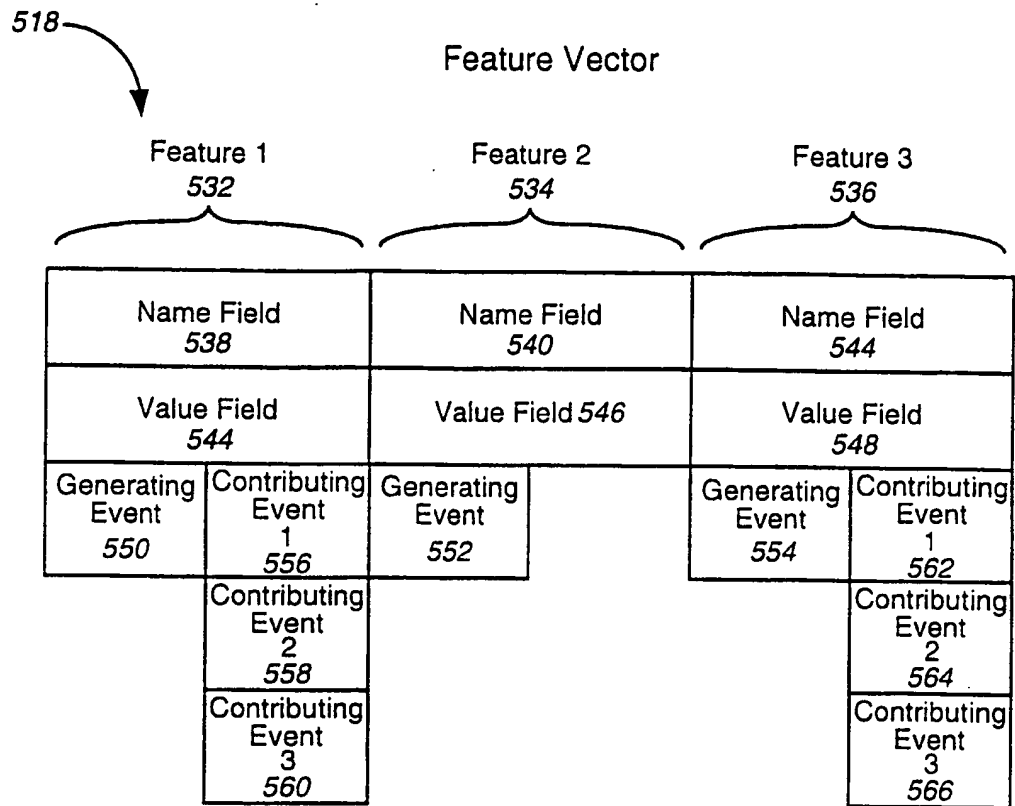 518
Feature Vector
Feature 1
532
Feature 2
534
Feature 3
536
Name Field
538
Name Field
540
Name Field
544
Value Field
544
Value Field 546
Value Field
548
Generating
Event
550
Contributing
Event
1
556
Generating
Event
552
Generating
Event
554
Contributing
Event
1
562
Contributing
Event
2
558
Contributing
Event
2
564
Contributing
Event
3
560
Contributing
Event
3
566